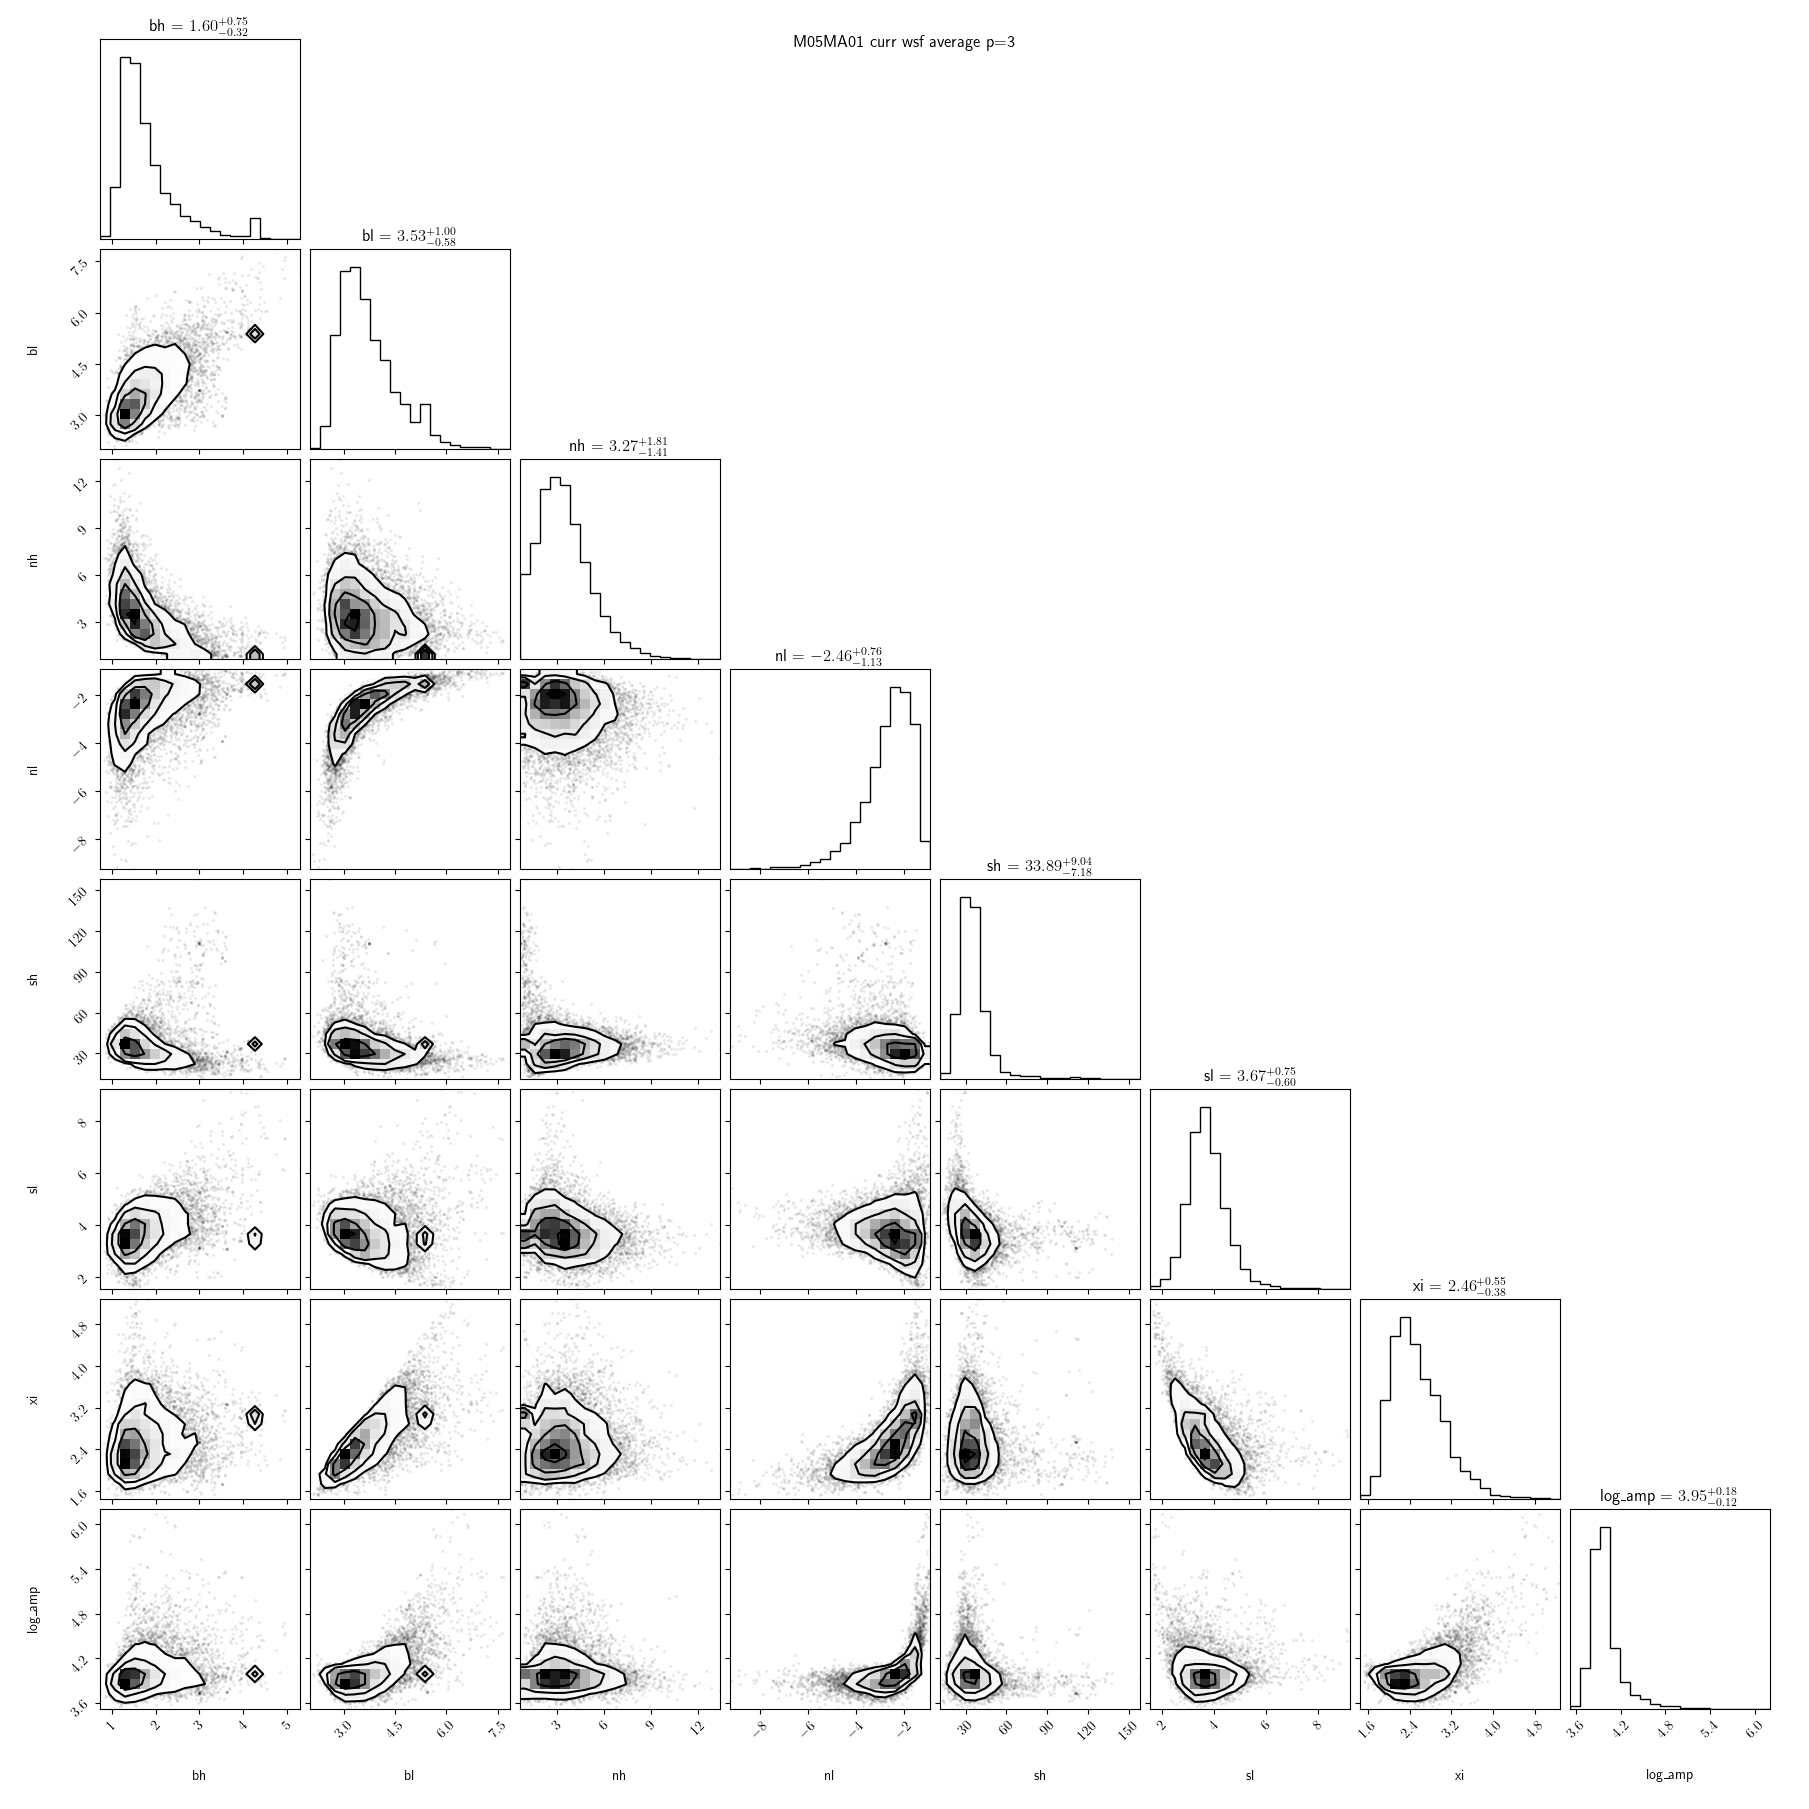 M05MA01 curr wsf average p=3
bh = 1.60+0.75−0.32
bl = 3.53+1.00−0.58
7.5
6.0
4.5
3.0
bl
nh = 3.27+1.81−1.41
12
9
6
3
nh
nl = −2.46+0.76−1.13
−2
−4
−6
−8
nl
sh = 33.89+9.04−7.18
150
120
90
60
30
sh
sl = 3.67+0.75−0.60
8
6
4
2
sl
xi = 2.46+0.55−0.38
4.8
4.0
3.2
2.4
1.6
xi
log_amp = 3.95+0.18−0.12
6.0
5.4
4.8
4.2
3.6
log_amp
1 2 3 4 5 3.0 4.5 6.0 7.5 3 6 9 12 −8 −6 −4 −2 30 60 90 120 150 2 4 6 8 1.6 2.4 3.2 4.0 4.8 3.6 4.2 4.8 5.4 6.0
bh bl nh nl sh sl xi log_amp